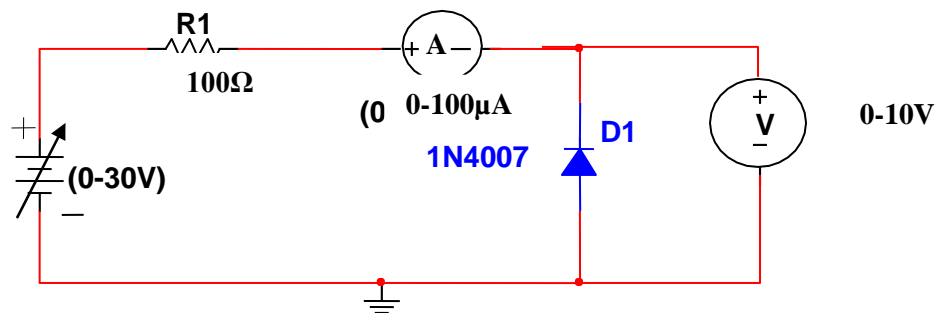 R1
100Ω
+ A −
(0 0-100µA
D1
1N4007
+
V
−
0-10V
+
(0-30V)
−